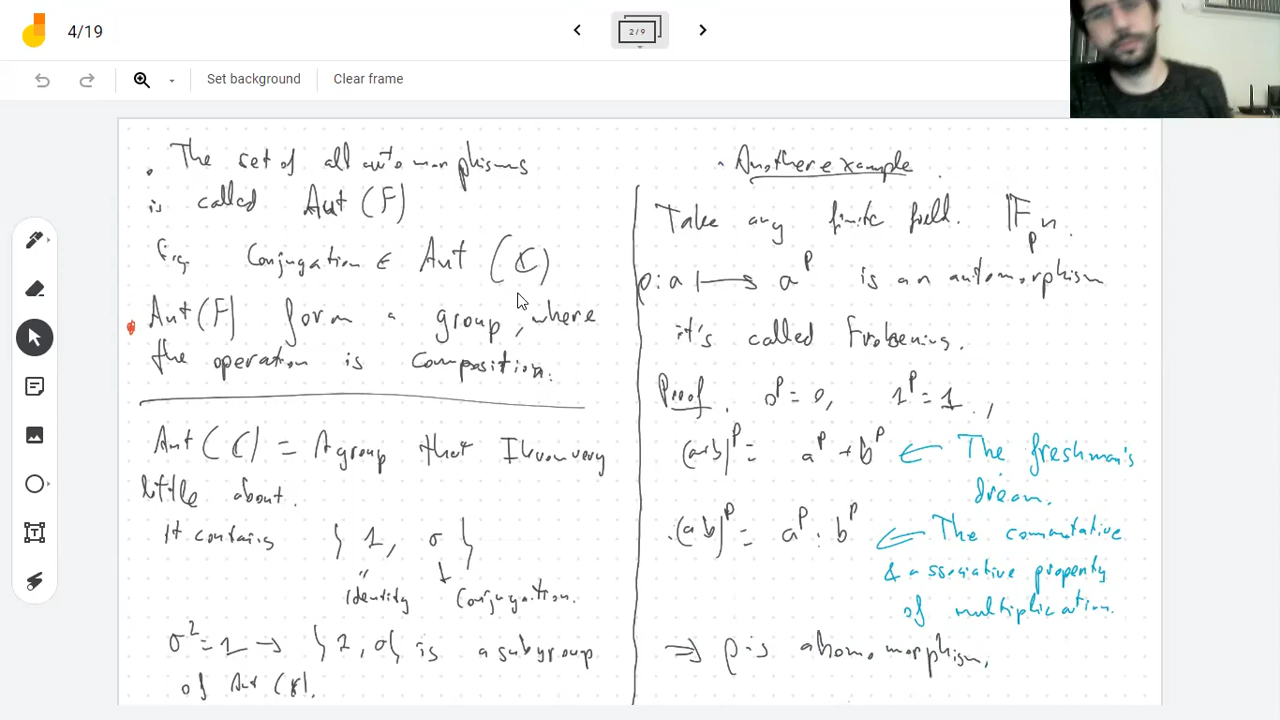 4/19
2/9
Set background
Clear frame
. The set of all automorphisms
is called Aut (F)
E.g. Conjugation ∈ Aut (ℂ)
Aut(F) form a group, where
the operation is composition.
Aut(ℂ) = A group that I know very
little about.
It contains { 1, σ }
identity conjugation.
σ² = 1 → {1, σ} is a subgroup
of Aut (ℂ).
. Another example
Take any finite field. 𝔽pⁿ.
ρ: a ↦ aᵖ is an automorphism
it's called Frobenius.
Proof. 0ᵖ = 0, 1ᵖ = 1.,
(a+b)ᵖ = aᵖ + bᵖ ⇐ The freshman's
dream.
.(ab)ᵖ = aᵖ . bᵖ ⇐ The commutative
& associative property
of multiplication.
⇒ ρ is a homomorphism.